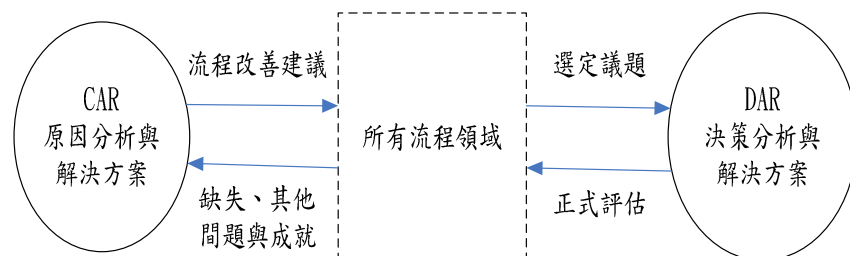 CAR
原因分析與
解決方案
流程改善建議
缺失、其他
間題與成就
所有流程領域
選定議題
正式評估
DAR
決策分析與
解決方案